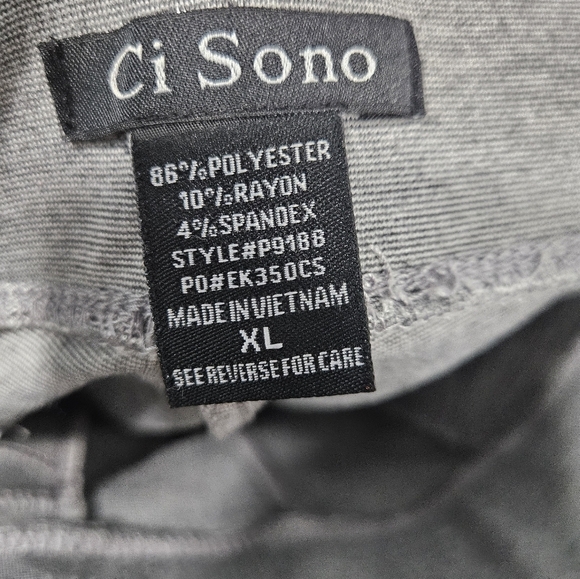 Ci Sono
86%POLYESTER
10%RAYON
4%SPANDEX
STYLE#P9188
PO#EK350CS
MADE IN VIETNAM
XL
SEE REVERSE FOR CARE